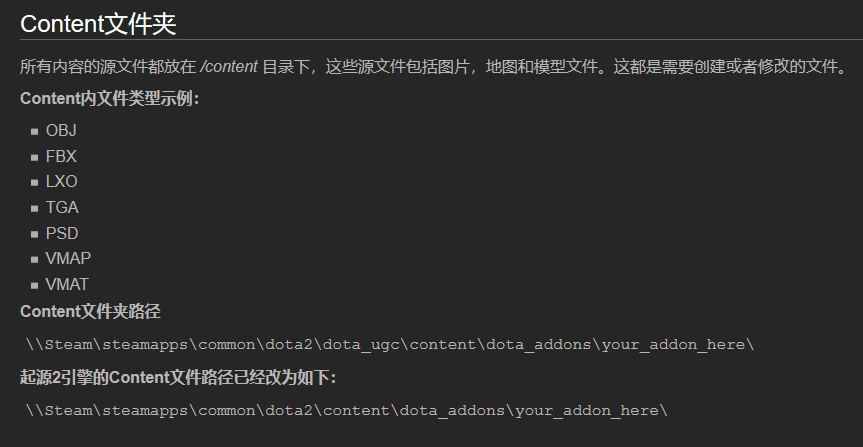 Content文件夹
所有内容的源文件都放在 /content 目录下，这些源文件包括图片，地图和模型文件。这都是需要创建或者修改的文件。
Content内文件类型示例：
OBJ
FBX
LXO
TGA
PSD
VMAP
VMAT
Content文件夹路径
\\Steam\steamapps\common\dota2\dota_ugc\content\dota_addons\your_addon_here\
起源2引擎的Content文件路径已经改为如下：
\\Steam\steamapps\common\dota2\content\dota_addons\your_addon_here\